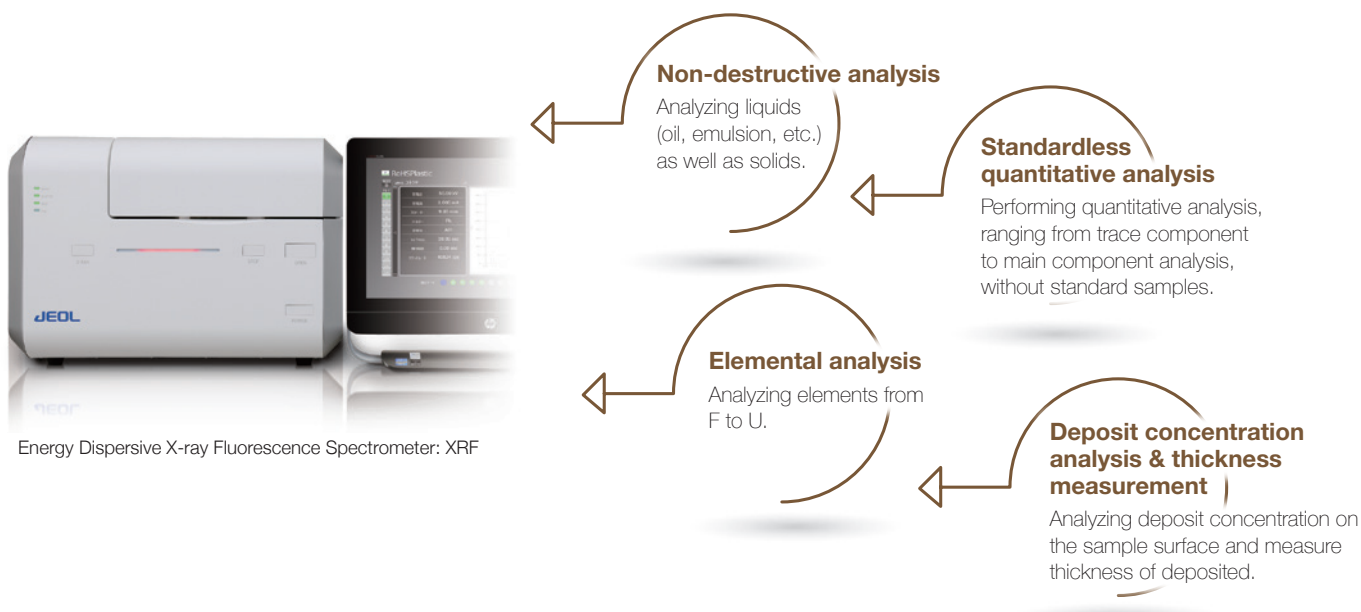 Non-destructive analysis
Analyzing liquids
(oil, emulsion, etc.)
as well as solids.
Standardless
quantitative analysis
Performing quantitative analysis,
ranging from trace component
to main component analysis,
without standard samples.
JEOL
Elemental analysis
Analyzing elements from
F to U.
Energy Dispersive X-ray Fluorescence Spectrometer: XRF
Deposit concentration
analysis & thickness
measurement
Analyzing deposit concentration on
the sample surface and measure
thickness of deposited.